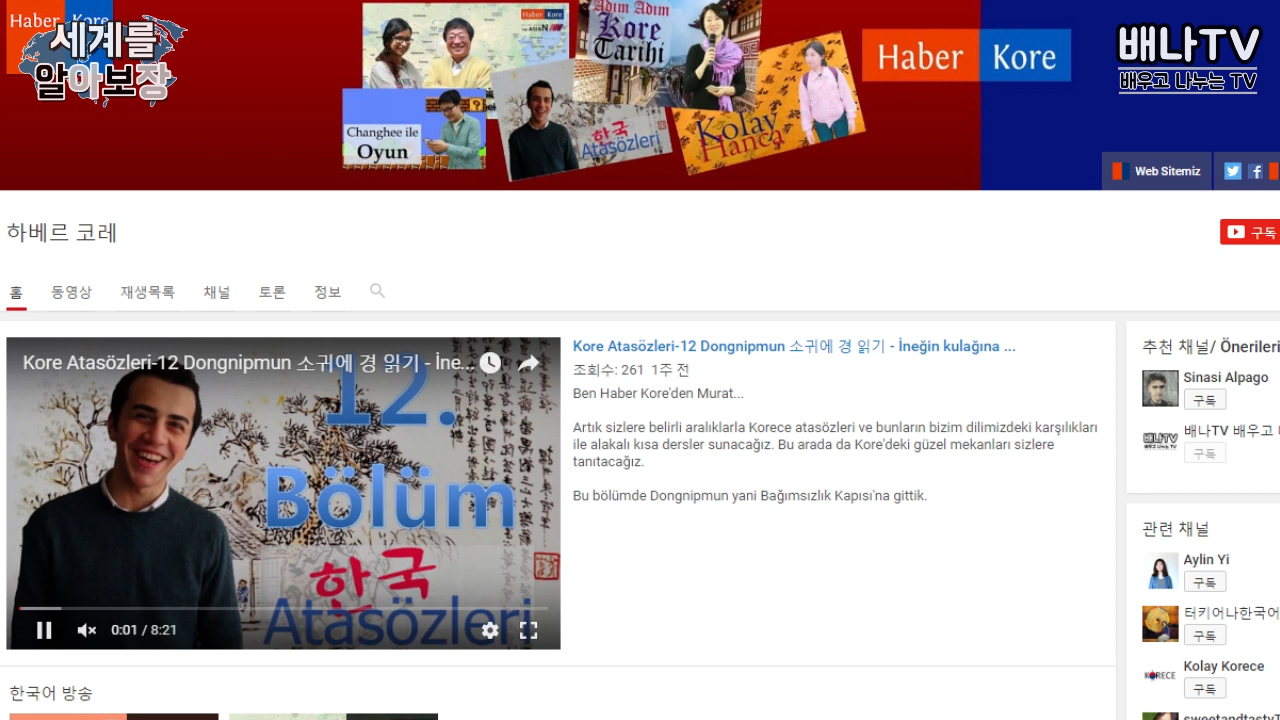 Haber Kore
세계를
알아보장
Haber Kore
Changhee ile
Oyun
한국
Atasözleri
Adım Adım
Kore
Tarihi
Kolay
Hanca
Haber Kore
배나TV
배우고 나누는 TV
Web Sitemiz
하베르 코레
구독
홈 동영상 재생목록 채널 토론 정보
Kore Atasözleri-12 Dongnipmun 소귀에 경 읽기 - İne...
12.
Bölüm
한국
Atasözleri
0:01 / 8:21
Kore Atasözleri-12 Dongnipmun 소귀에 경 읽기 - İneğin kulağına ...
조회수: 261 1주 전
Ben Haber Kore'den Murat...
Artık sizlere belirli aralıklarla Korece atasözleri ve bunların bizim dilimizdeki karşılıkları
ile alakalı kısa dersler sunacağız. Bu arada da Kore'deki güzel mekanları sizlere
tanıtacağız.
Bu bölümde Dongnipmun yani Bağımsızlık Kapısı'na gittik.
한국어 방송
추천 채널/ Önerileri
Sinasi Alpago
구독
배나TV
배나TV 배우고
구독
관련 채널
Aylin Yi
구독
터키어나한국어
구독
KORECE
Kolay Korece
구독